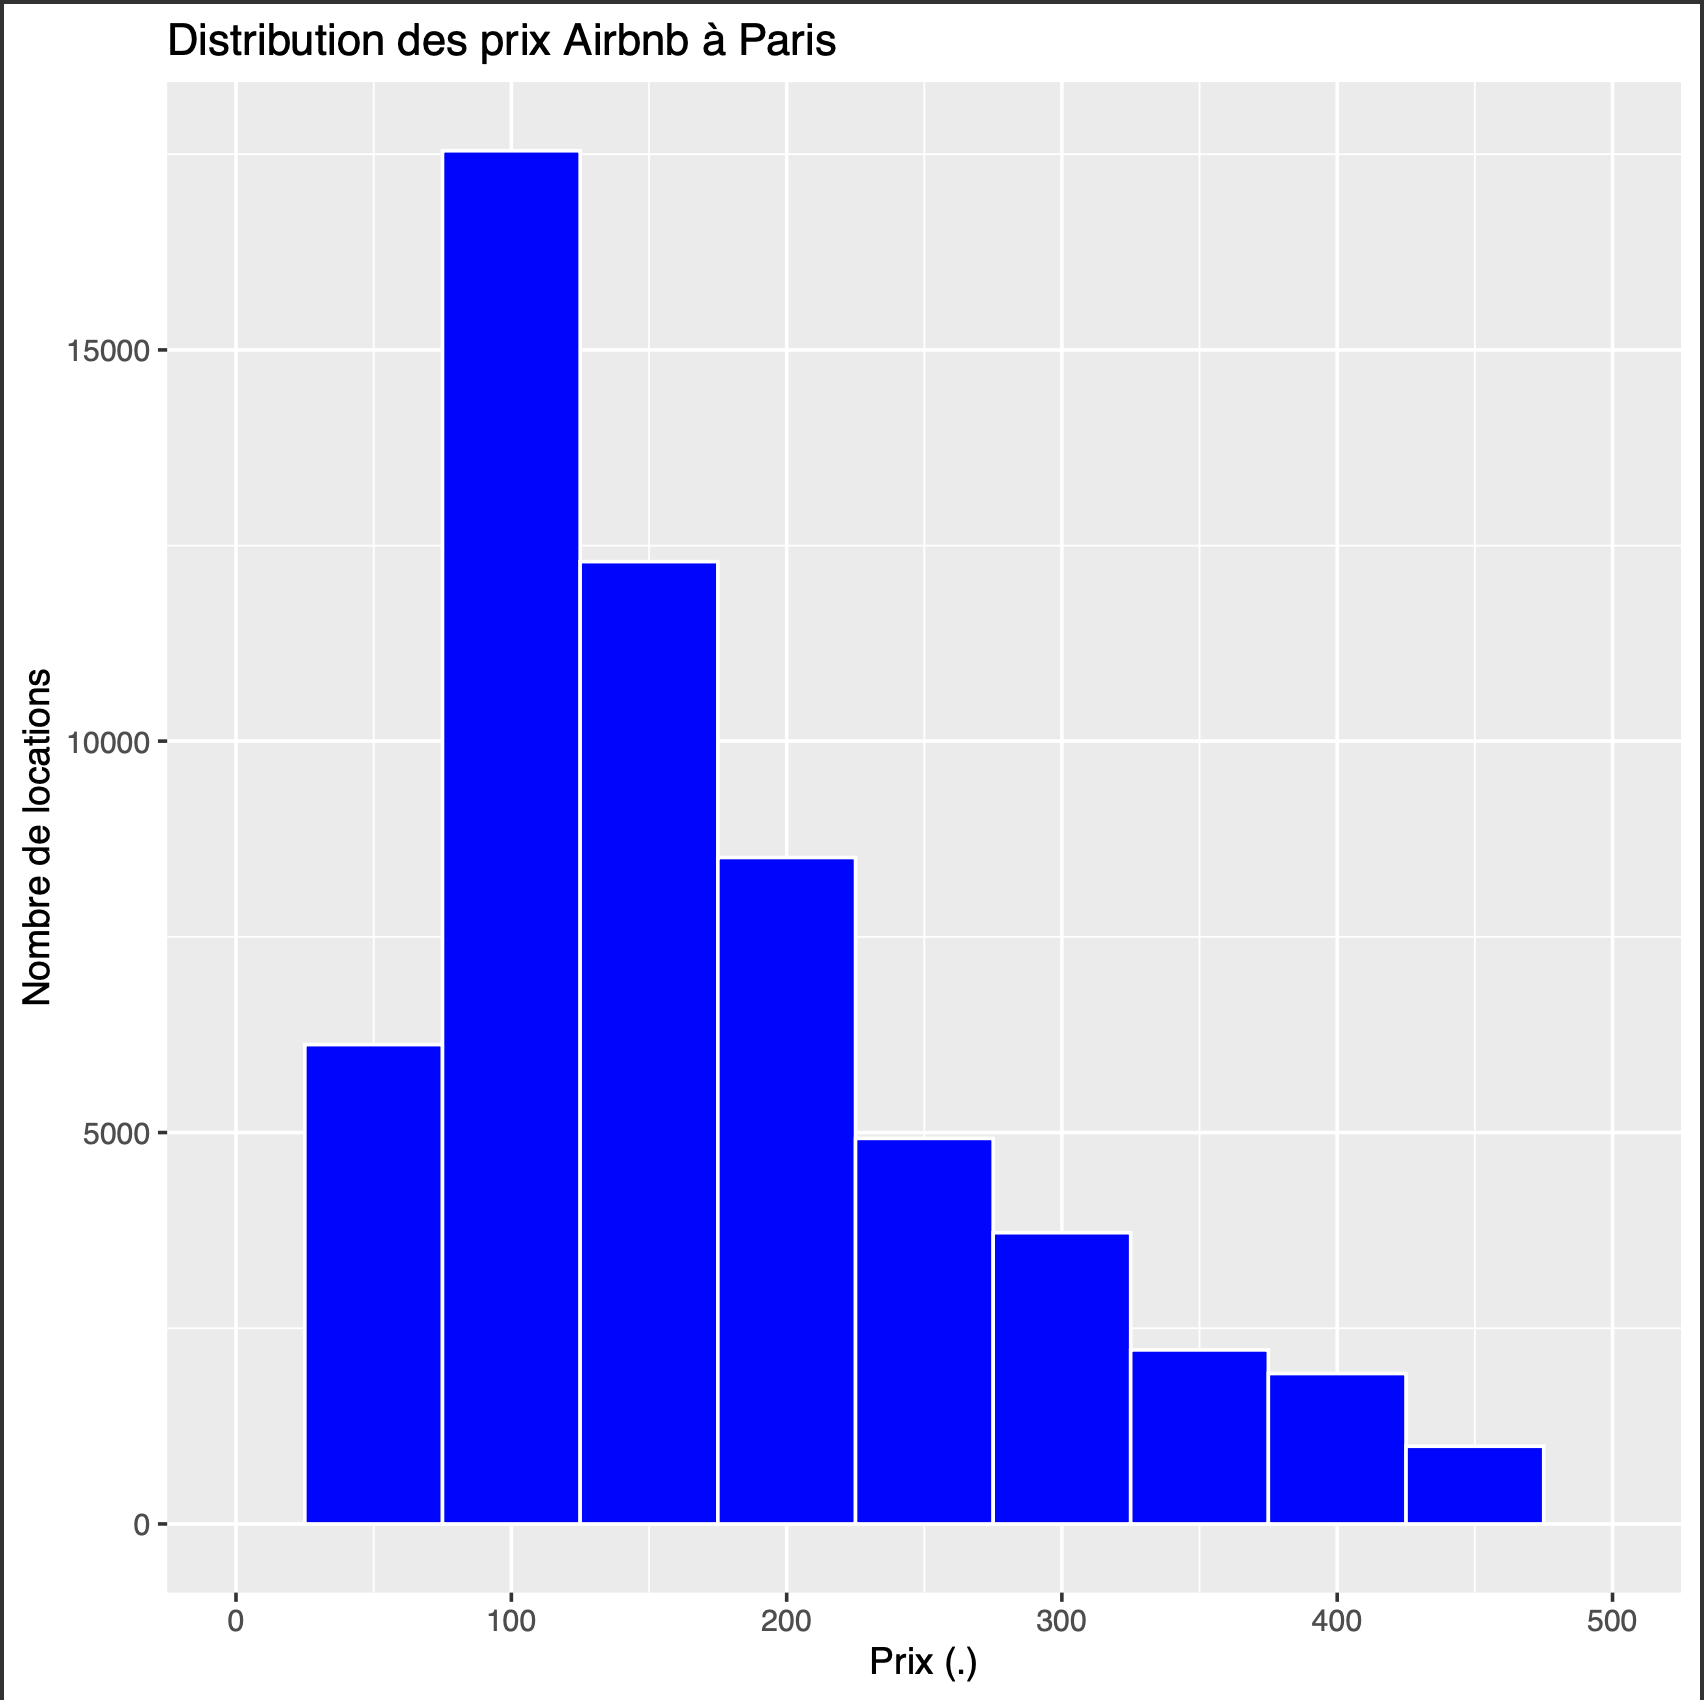 Distribution des prix Airbnb à Paris
Nombre de locations
15000
10000
5000
0
0 100 200 300 400 500
Prix (.)